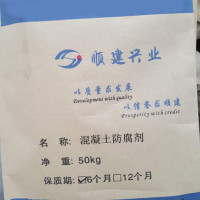 顺建兴业
以质量求发展
Development with quality
以信誉求顺建
Prosperity with credit
名 称: 混凝土防腐剂
净 重: 50kg
保质期: ☑6个月□12个月